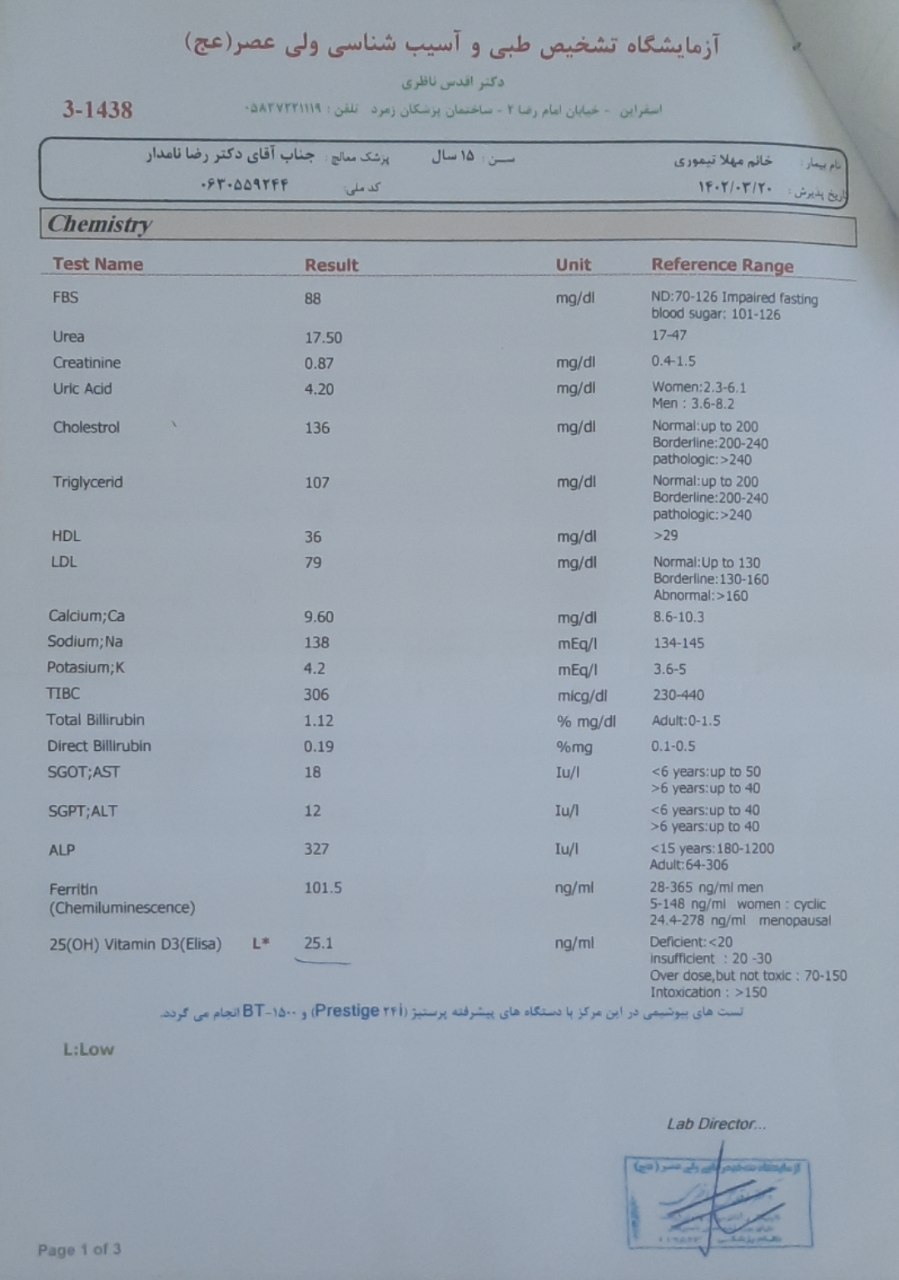 آزمایشگاه تشخیص طبی و آسیب شناسی ولی عصر(عج)
دکتر اقدس ناظری
3-1438
اسفراین - خیابان امام رضا ۲ - ساختمان پزشکان زمرد تلفن : ۰۵۸۳۷۲۲۱۱۱۹
نام بیمار: خانم مهلا تیموری سن: ۱۵ سال پزشک معالج: جناب آقای دکتر رضا نامدار
تاریخ پذیرش: ۱۴۰۲/۰۳/۲۰ کد ملی: ۰۶۳۰۵۵۹۲۴۴
Chemistry
Test Name Result Unit Reference Range
FBS 88 mg/dl ND:70-126 Impaired fasting
blood sugar: 101-126
Urea 17.50 17-47
Creatinine 0.87 mg/dl 0.4-1.5
Uric Acid 4.20 mg/dl Women:2.3-6.1
Men : 3.6-8.2
Cholestrol 136 mg/dl Normal:up to 200
Borderline:200-240
pathologic:>240
Triglycerid 107 mg/dl Normal:up to 200
Borderline:200-240
pathologic:>240
HDL 36 mg/dl >29
LDL 79 mg/dl Normal:Up to 130
Borderline:130-160
Abnormal:>160
Calcium;Ca 9.60 mg/dl 8.6-10.3
Sodium;Na 138 mEq/l 134-145
Potasium;K 4.2 mEq/l 3.6-5
TIBC 306 micg/dl 230-440
Total Billirubin 1.12 % mg/dl Adult:0-1.5
Direct Billirubin 0.19 %mg 0.1-0.5
SGOT;AST 18 Iu/l <6 years:up to 50
>6 years:up to 40
SGPT;ALT 12 Iu/l <6 years:up to 40
>6 years:up to 40
ALP 327 Iu/l <15 years:180-1200
Adult:64-306
Ferritin 101.5 ng/ml 28-365 ng/ml men
(Chemiluminescence) 5-148 ng/ml women : cyclic
24.4-278 ng/ml menopausal
25(OH) Vitamin D3(Elisa) L* 25.1 ng/ml Deficient:<20
insufficient : 20 -30
Over dose,but not toxic : 70-150
Intoxication : >150
تست های بیوشیمی در این مرکز با دستگاه های پیشرفته پرستیژ (Prestige ۲۴i) و BT-۱۵۰۰ انجام می گردد.
L:Low
Lab Director...
آزمایشگاه تشخیص طبی ولی عصر (عج)
Page 1 of 3